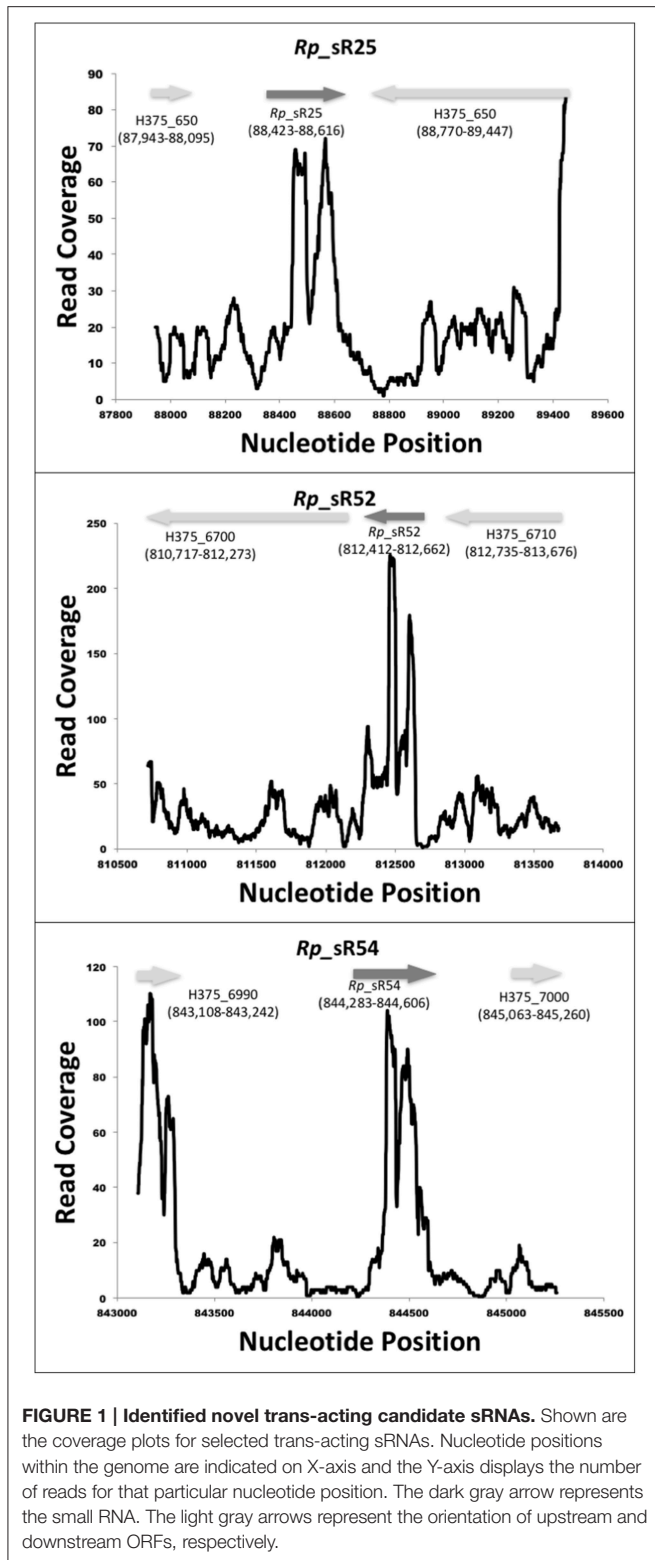 Rp_sR25
90
80
70
60
50
40
30
20
10
0
Read Coverage
H375_650
(87,943-88,095)
Rp_sR25
(88,423-88,616)
H375_650
(88,770-89,447)
87800 88000 88200 88400 88600 88800 89000 89200 89400 89600
Nucleotide Position
Rp_sR52
250
200
150
100
50
0
Read Coverage
H375_6700
(810,717-812,273)
Rp_sR52
(812,412-812,662)
H375_6710
(812,735-813,676)
810500 811000 811500 812000 812500 813000 813500 814000
Nucleotide Position
Rp_sR54
120
100
80
60
40
20
0
Read Coverage
H375_6990
(843,108-843,242)
Rp_sR54
(844,283-844,606)
H375_7000
(845,063-845,260)
843000 843500 844000 844500 845000 845500
Nucleotide Position
FIGURE 1 | Identified novel trans-acting candidate sRNAs. Shown are
the coverage plots for selected trans-acting sRNAs. Nucleotide positions
within the genome are indicated on X-axis and the Y-axis displays the number
of reads for that particular nucleotide position. The dark gray arrow represents
the small RNA. The light gray arrows represent the orientation of upstream and
downstream ORFs, respectively.